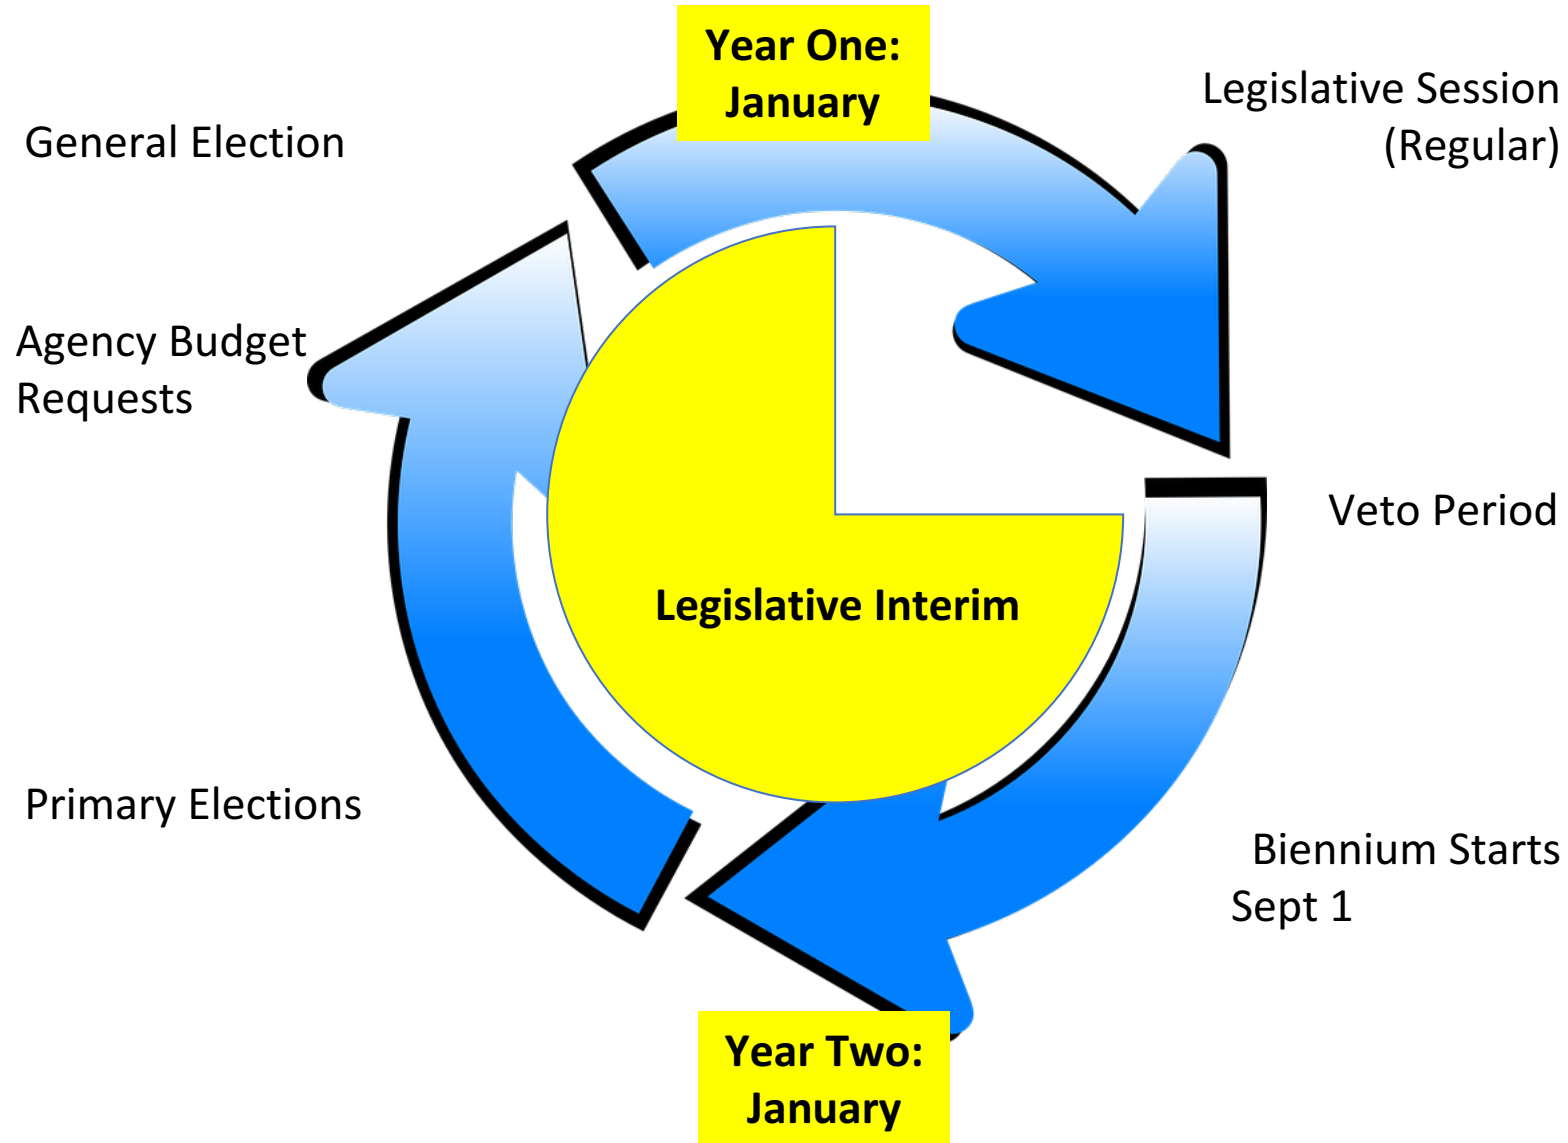 Year One:
January
Legislative Session
(Regular)
General Election
Agency Budget
Requests
Veto Period
Legislative Interim
Primary Elections
Biennium Starts
Sept 1
Year Two:
January